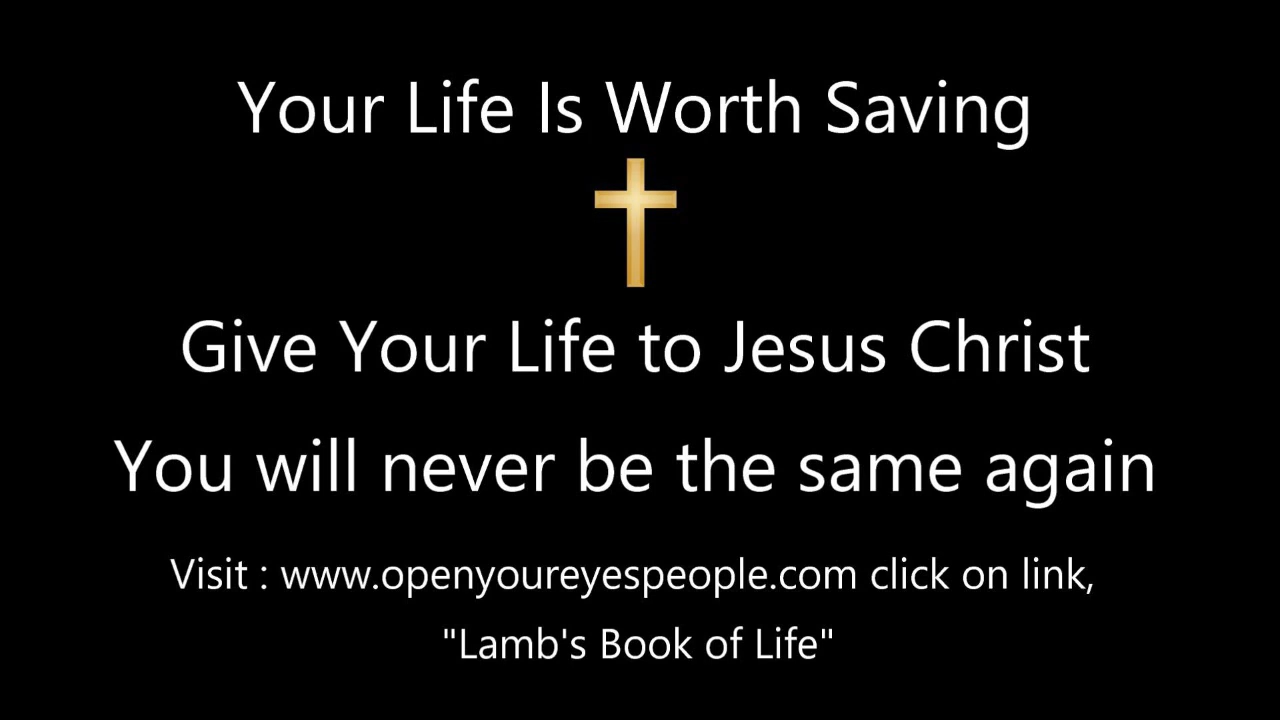 Your Life Is Worth Saving
Give Your Life to Jesus Christ
You will never be the same again
Visit : www.openyoureyespeople.com click on link,
"Lamb's Book of Life"